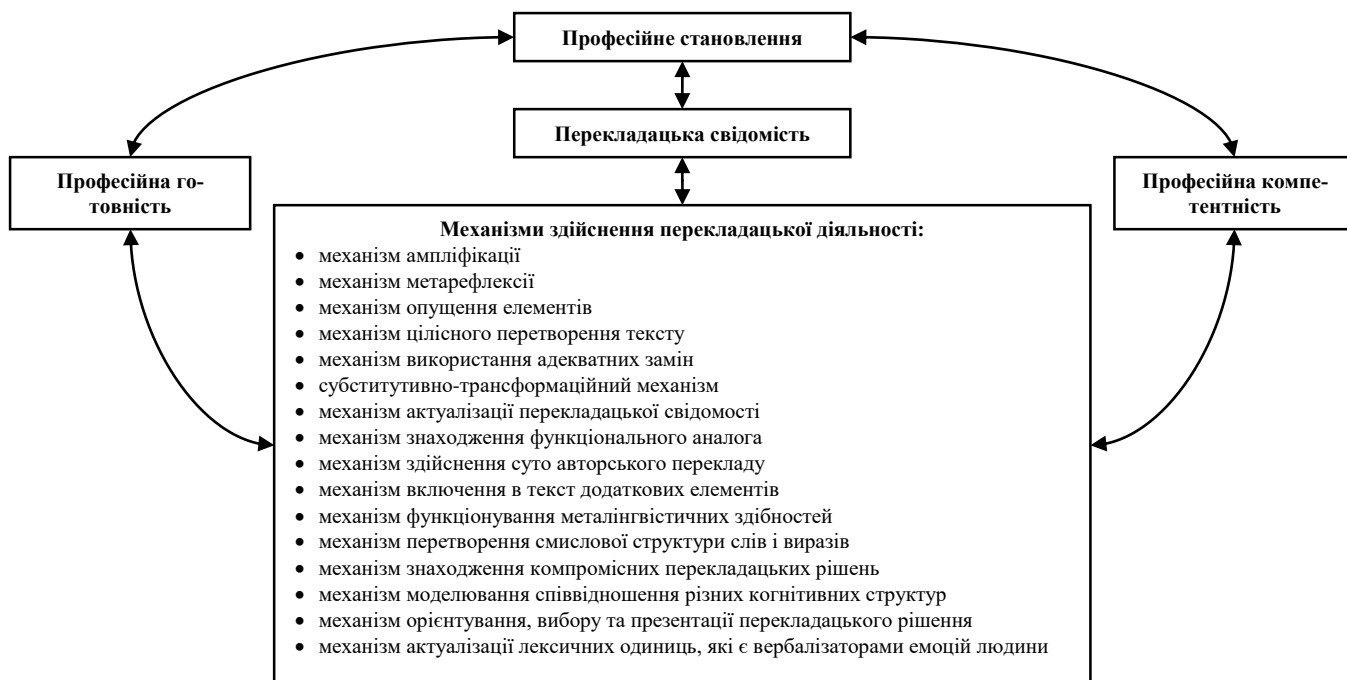 Професійне становлення
Перекладацька свідомість
Професійна го-
товність
Професійна компе-
тентність
Механізми здійснення перекладацької діяльності:
• механізм ампліфікації
• механізм метарефлексії
• механізм опущення елементів
• механізм цілісного перетворення тексту
• механізм використання адекватних замін
• субститутивно-трансформаційний механізм
• механізм актуалізації перекладацької свідомості
• механізм знаходження функціонального аналога
• механізм здійснення суто авторського перекладу
• механізм включення в текст додаткових елементів
• механізм функціонування металінгвістичних здібностей
• механізм перетворення смислової структури слів і виразів
• механізм знаходження компромісних перекладацьких рішень
• механізм моделювання співвідношення різних когнітивних структур
• механізм орієнтування, вибору та презентації перекладацького рішення
• механізм актуалізації лексичних одиниць, які є вербалізаторами емоцій людини